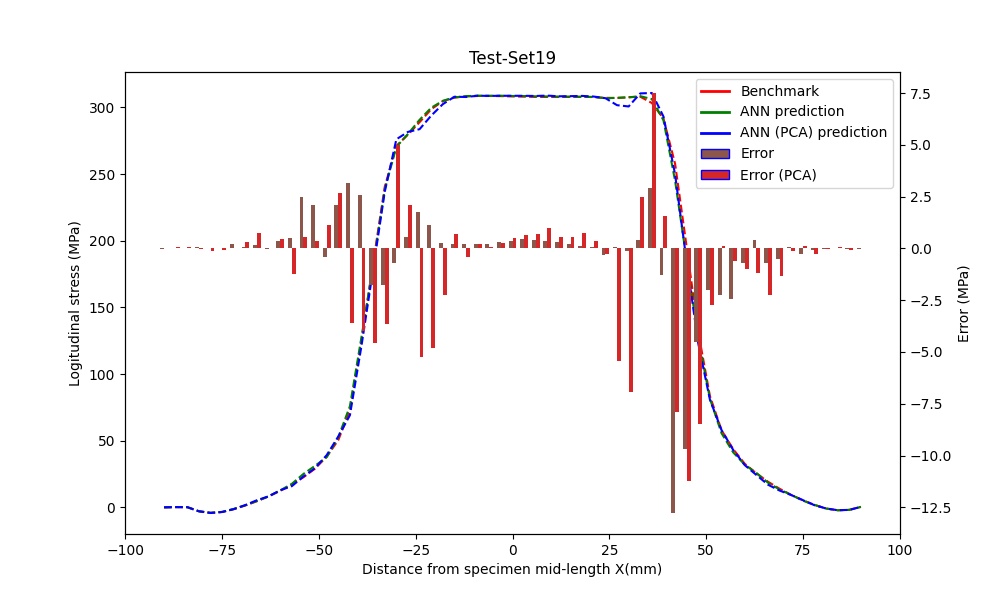 Test-Set19
Benchmark
ANN prediction
ANN (PCA) prediction
Error
Error (PCA)
Logitudinal stress (MPa)
300
250
200
150
100
50
0
7.5
5.0
2.5
0.0
−2.5
−5.0
−7.5
−10.0
−12.5
Error (MPa)
−100
−75
−50
−25
0
25
50
75
100
Distance from specimen mid-length X(mm)